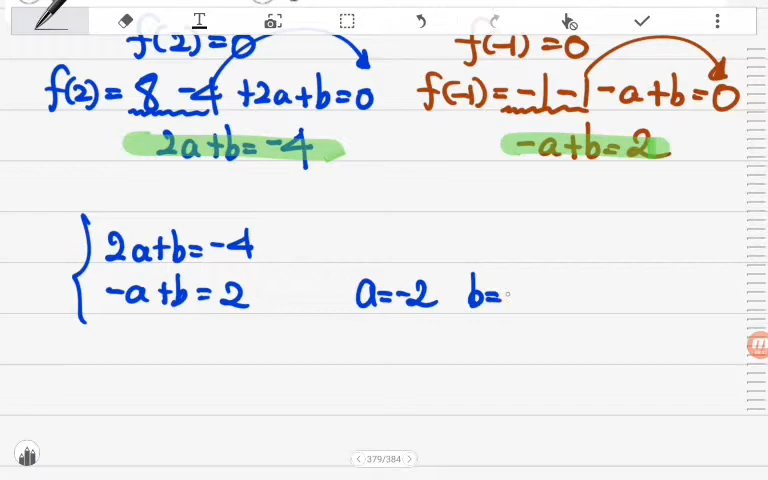 f(2)=0 f(-1)=0
f(2)= 8 -4 +2a+b=0 f(-1)= -1-1-a+b=0
2a+b=-4 -a+b=2
2a+b=-4
-a+b=2 a=-2 b=
379/384